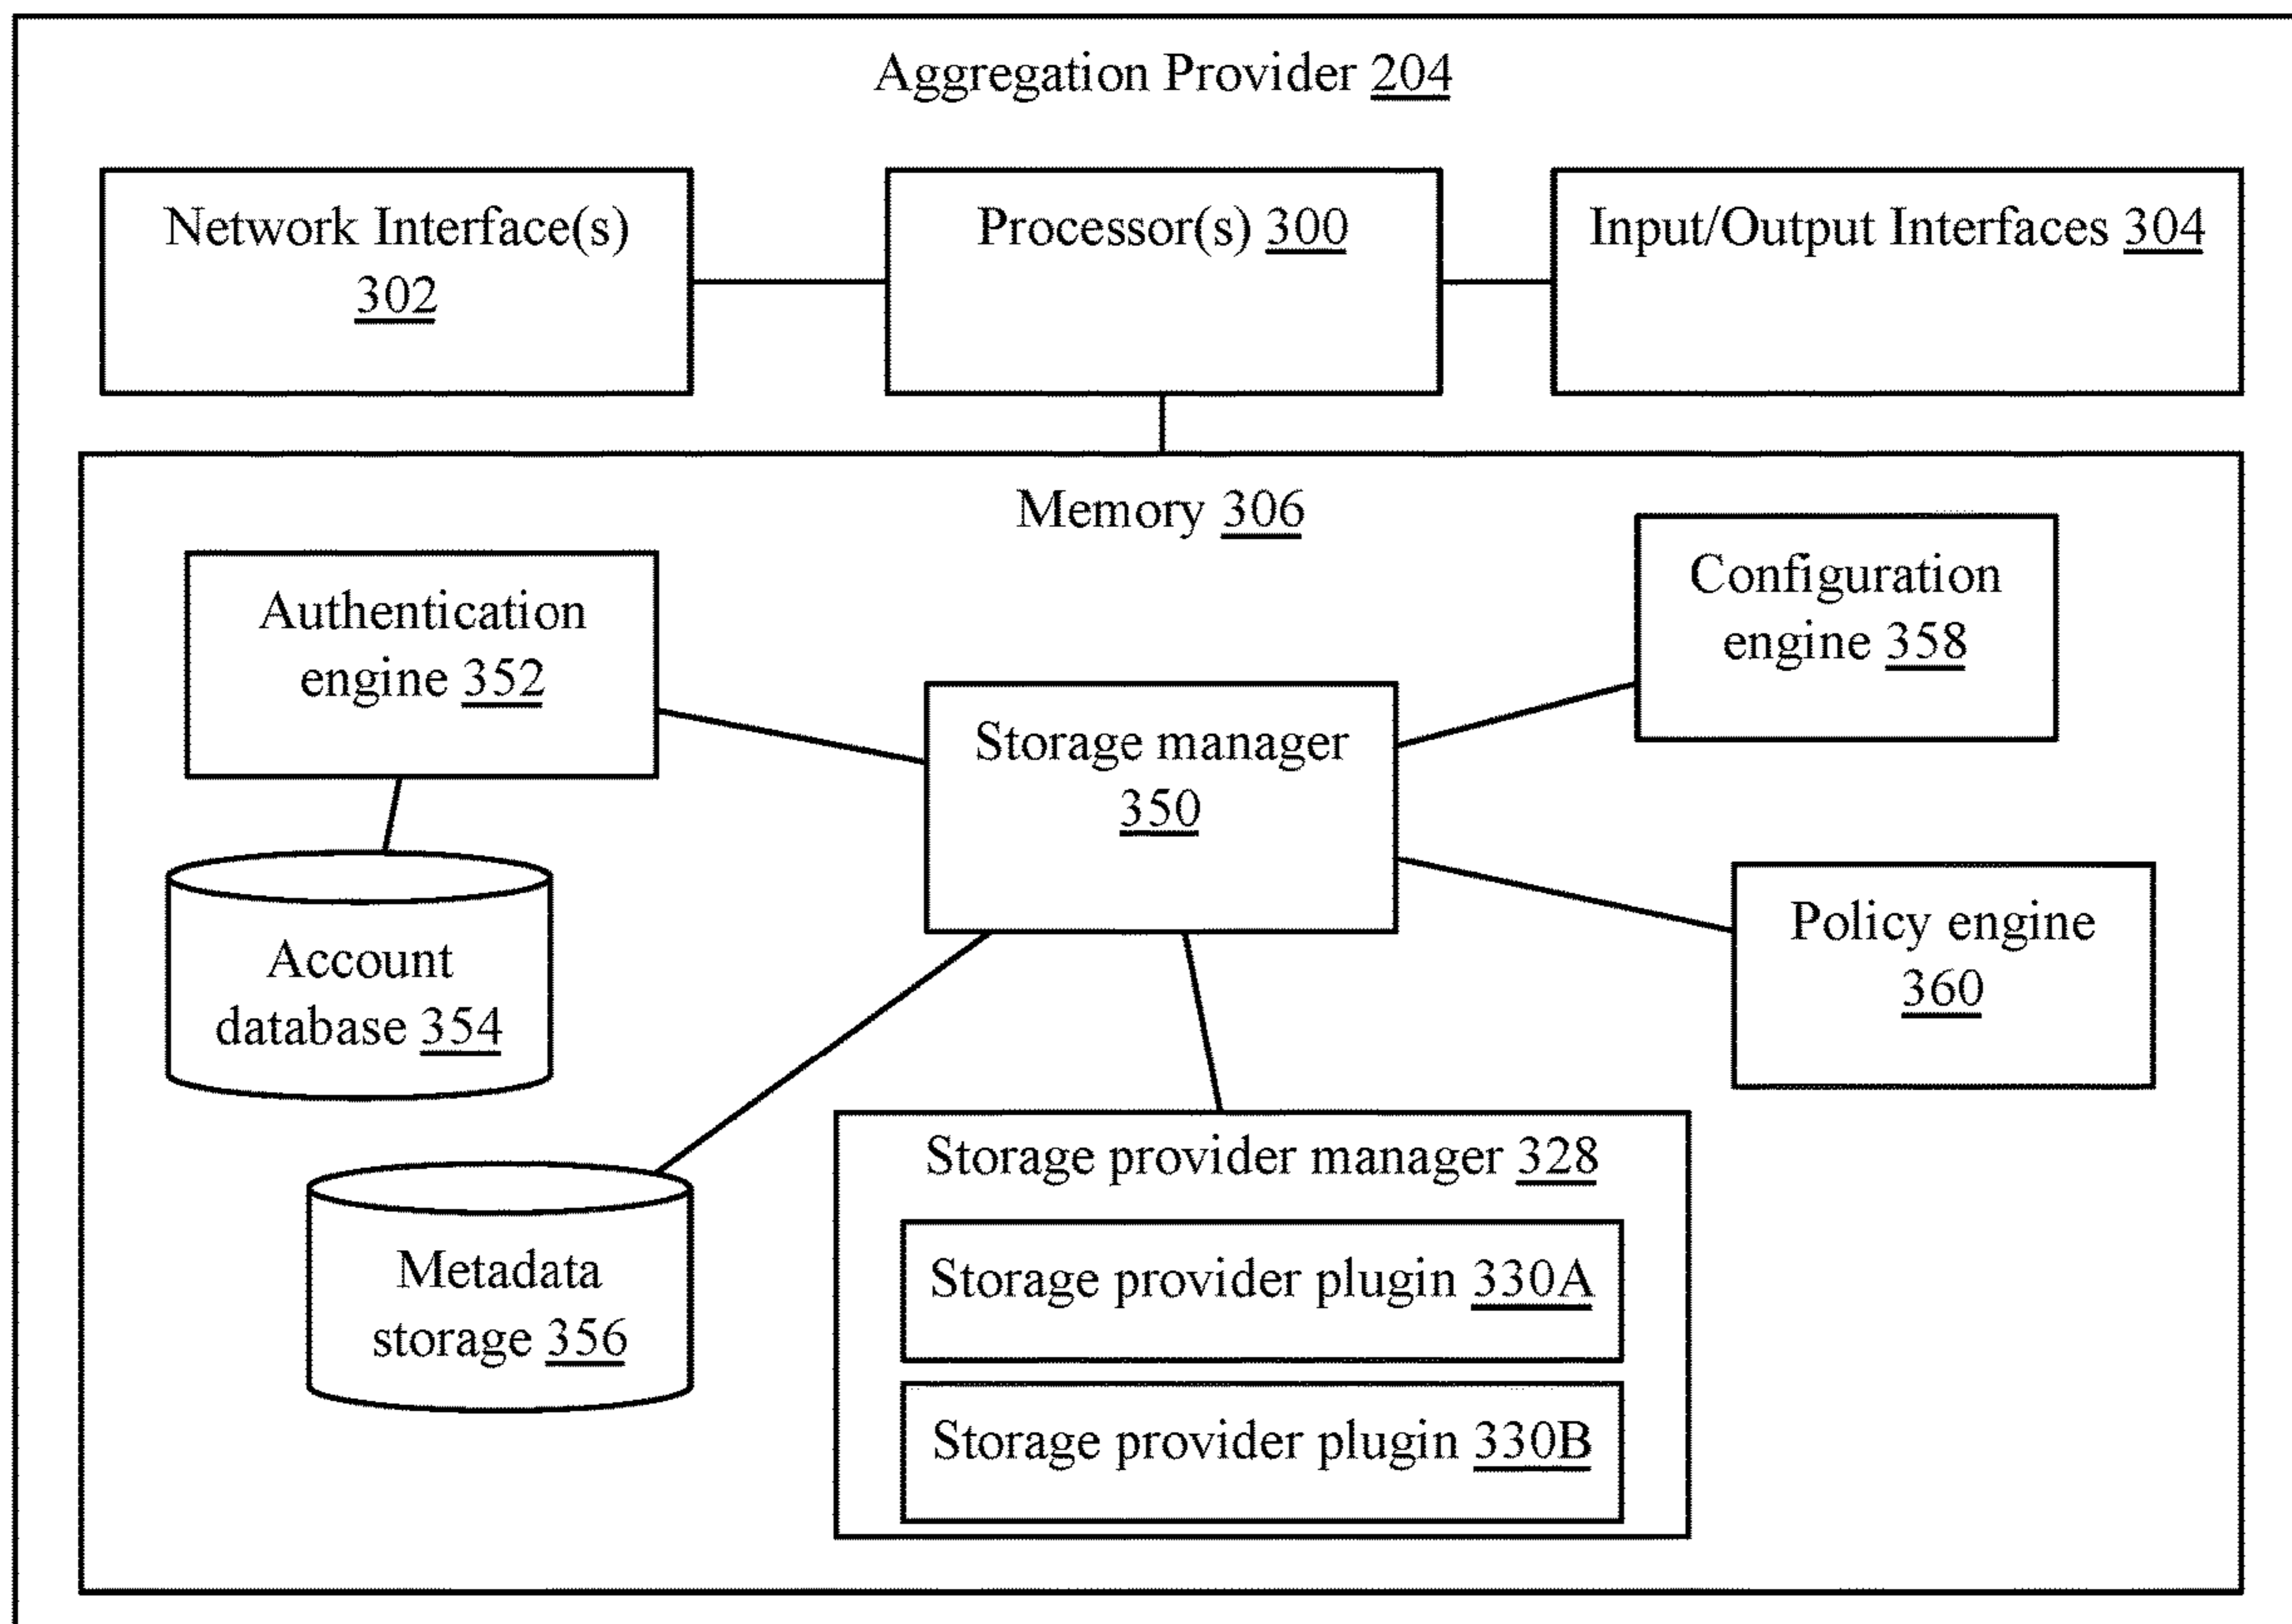 Aggregation Provider 204
Network Interface(s)
302
Processor(s) 300
Input/Output Interfaces 304
Memory 306
Authentication
engine 352
Configuration
engine 358
Storage manager
350
Account
database 354
Policy engine
360
Metadata
storage 356
Storage provider manager 328
Storage provider plugin 330A
Storage provider plugin 330B